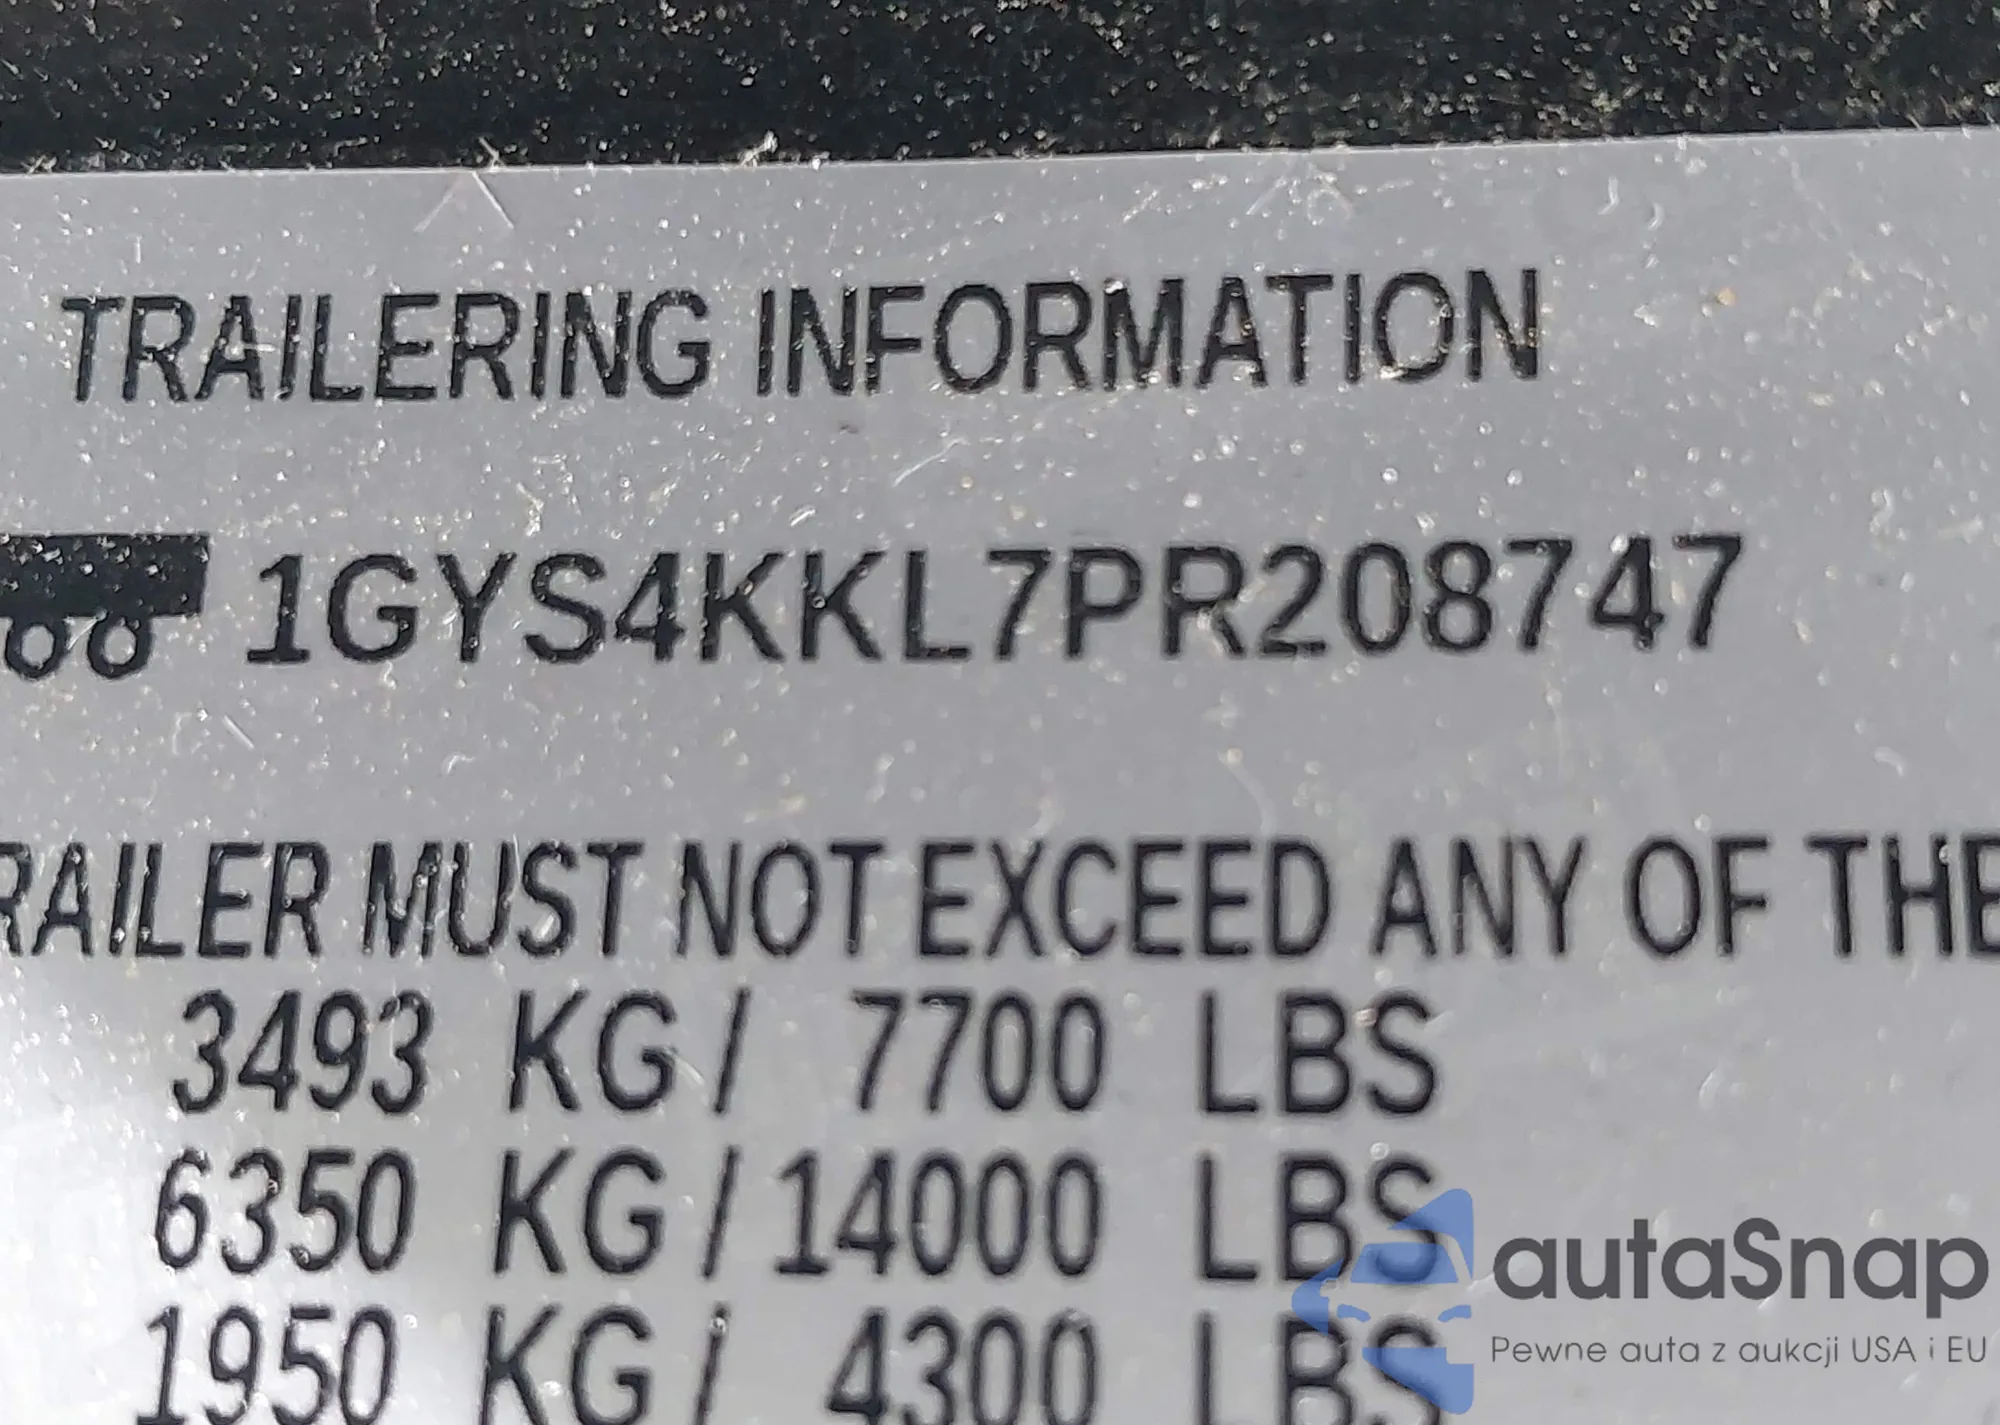 TRAILERING INFORMATION
1GYS4KKL7PR208747
RAILER MUST NOT EXCEED ANY OF THE
3493 KG / 7700 LBS
6350 KG / 14000 LBS
1950 KG / 4300 LBS
autaSnap
Pewne auta z aukcji USA i EU